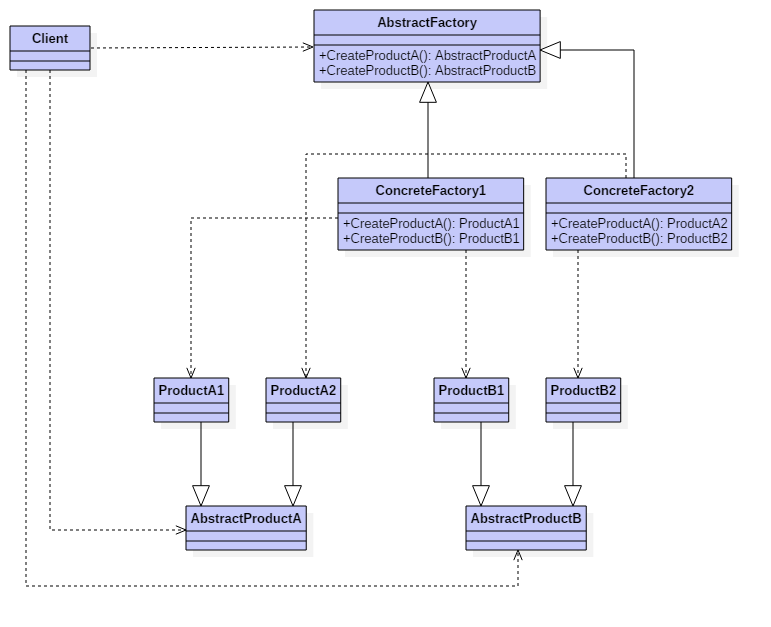 Client
AbstractFactory
+CreateProductA(): AbstractProductA
+CreateProductB(): AbstractProductB
ConcreteFactory1
+CreateProductA(): ProductA1
+CreateProductB(): ProductB1
ConcreteFactory2
+CreateProductA(): ProductA2
+CreateProductB(): ProductB2
ProductA1
ProductA2
ProductB1
ProductB2
AbstractProductA
AbstractProductB